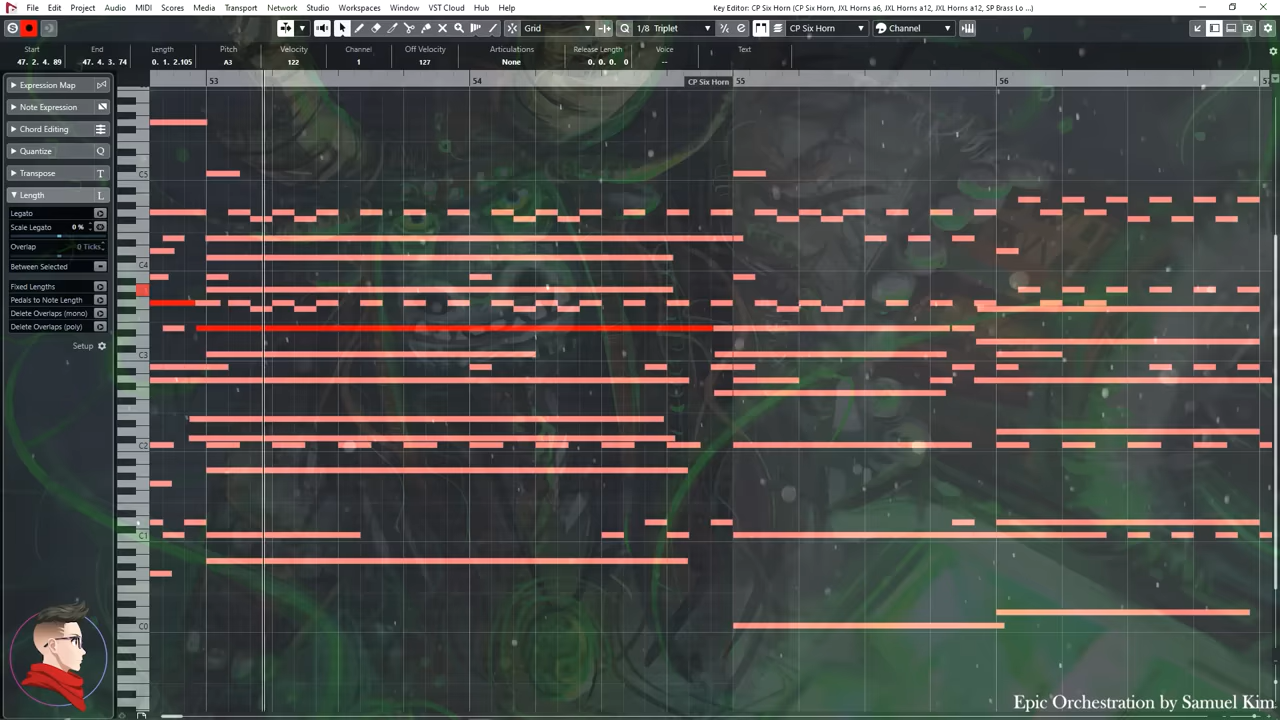 File Edit Project Audio MIDI Scores Media Transport Network Studio Workspaces Window VST Cloud Hub Help
Key Editor: CP Six Horn (CP Six Horn, JXL Horns a6, JXL Horns a12, JXL Horns a12, SP Brass Lo ...)
Grid 1/8 Triplet CP Six Horn Channel
Start End Length Pitch Velocity Channel Off Velocity Articulations Release Length Voice Text
47. 2. 4. 89 47. 4. 3. 74 0. 1. 2.105 A3 122 1 127 None 0. 0. 0. 0 --
53 54 CP Six Horn 55 56 57
Expression Map
Note Expression
Chord Editing
Quantize Q
Transpose T
Length L
Legato
Scale Legato 0 %
Overlap 0 Ticks
Between Selected
Fixed Lengths
Pedals to Note Length
Delete Overlaps (mono)
Delete Overlaps (poly)
Setup
C5
C4
C3
C2
C1
C0
Epic Orchestration by Samuel Kim